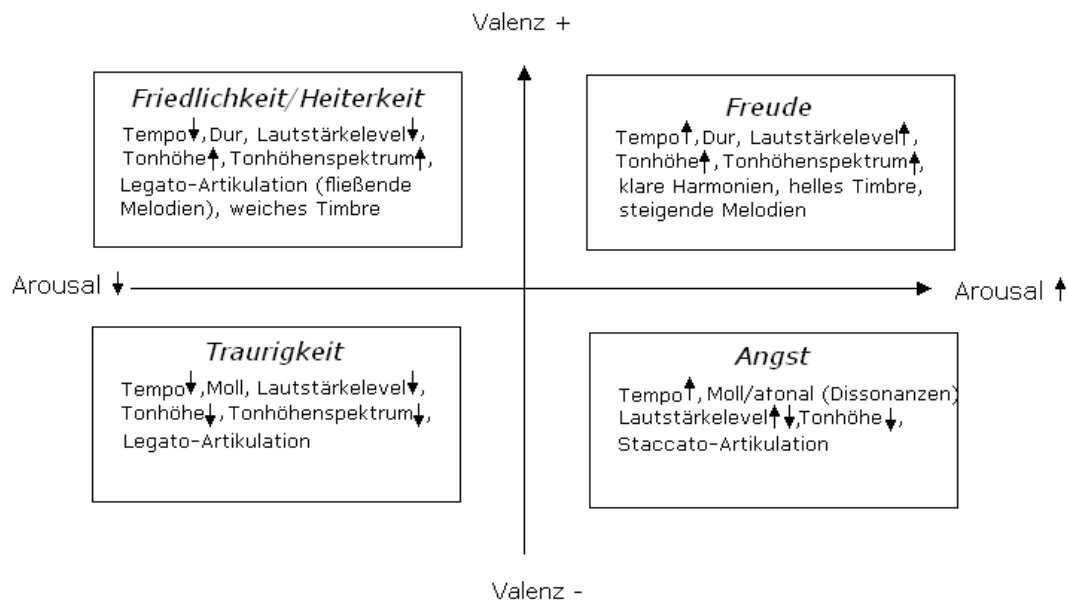 Valenz +
Friedlichkeit/Heiterkeit
Tempo↓, Dur, Lautstärkelevel↓,
Tonhöhe↑, Tonhöhenspektrum↑,
Legato-Artikulation (fließende
Melodien), weiches Timbre
Freude
Tempo↑, Dur, Lautstärkelevel↑,
Tonhöhe↑, Tonhöhenspektrum↑,
klare Harmonien, helles Timbre,
steigende Melodien
Arousal ↓
Arousal ↑
Traurigkeit
Tempo↓, Moll, Lautstärkelevel↓,
Tonhöhe↓, Tonhöhenspektrum↓,
Legato-Artikulation
Angst
Tempo↑, Moll/atonal (Dissonanzen)
Lautstärkelevel↑↓, Tonhöhe↓,
Staccato-Artikulation
Valenz -